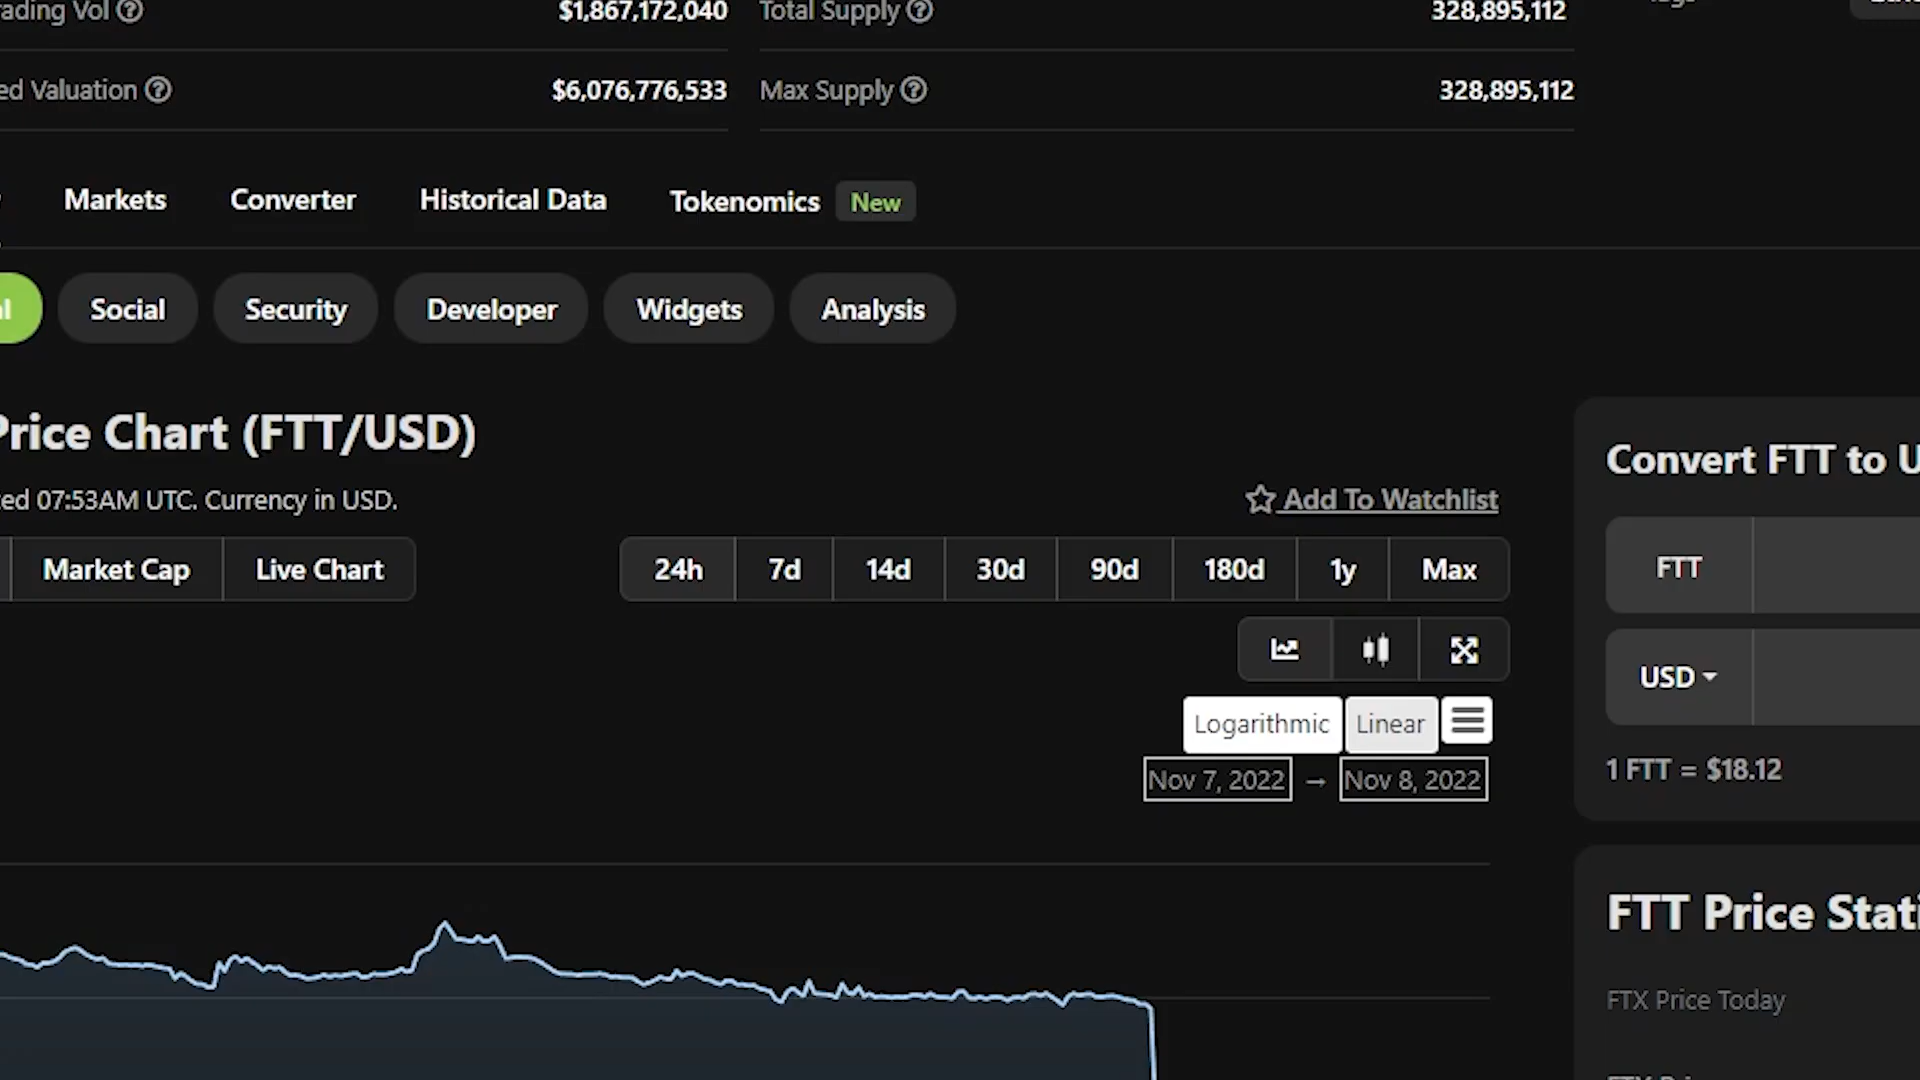 ading Vol $1,867,172,040 Total Supply 328,895,112
ed Valuation $6,076,776,533 Max Supply 328,895,112
Markets Converter Historical Data Tokenomics New
Social Security Developer Widgets Analysis
Price Chart (FTT/USD)
ed 07:53AM UTC. Currency in USD.
Add To Watchlist
Market Cap Live Chart
24h 7d 14d 30d 90d 180d 1y Max
Logarithmic Linear
Nov 7, 2022 → Nov 8, 2022
Convert FTT to U
FTT
USD
1 FTT = $18.12
FTT Price Stati
FTX Price Today